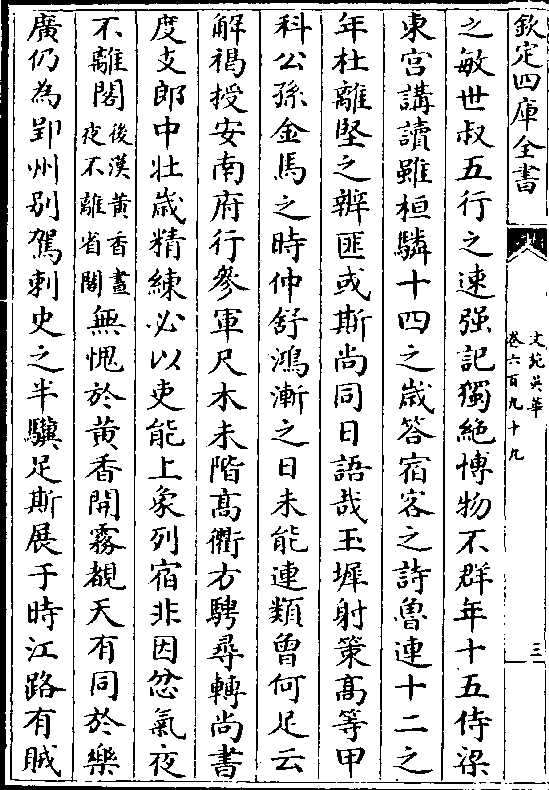 欽定四庫全書
文苑英華
卷六百九十九
三
之敏世叔五行之速强記獨絶博物不群年十五侍梁
東宫講讀雖桓驎十四之嵗答宿客之詩魯連十二之
年杜離堅之辨匪或斯尚同日語哉玉墀射策髙等甲
科公孫金馬之時仲舒鴻漸之日未能連類曽何足云
解褐授安南府行參軍尺木未階髙衢方騁尋轉尚書
度支郎中壯嵗精練必以吏能上象列宿非因忿氣夜
不離閣後漢黄香晝夜不離省閣無愧於黄香開霧覩天有同於樂
廣仍為郢州别駕刺史之半驥足斯展于時江路有賊